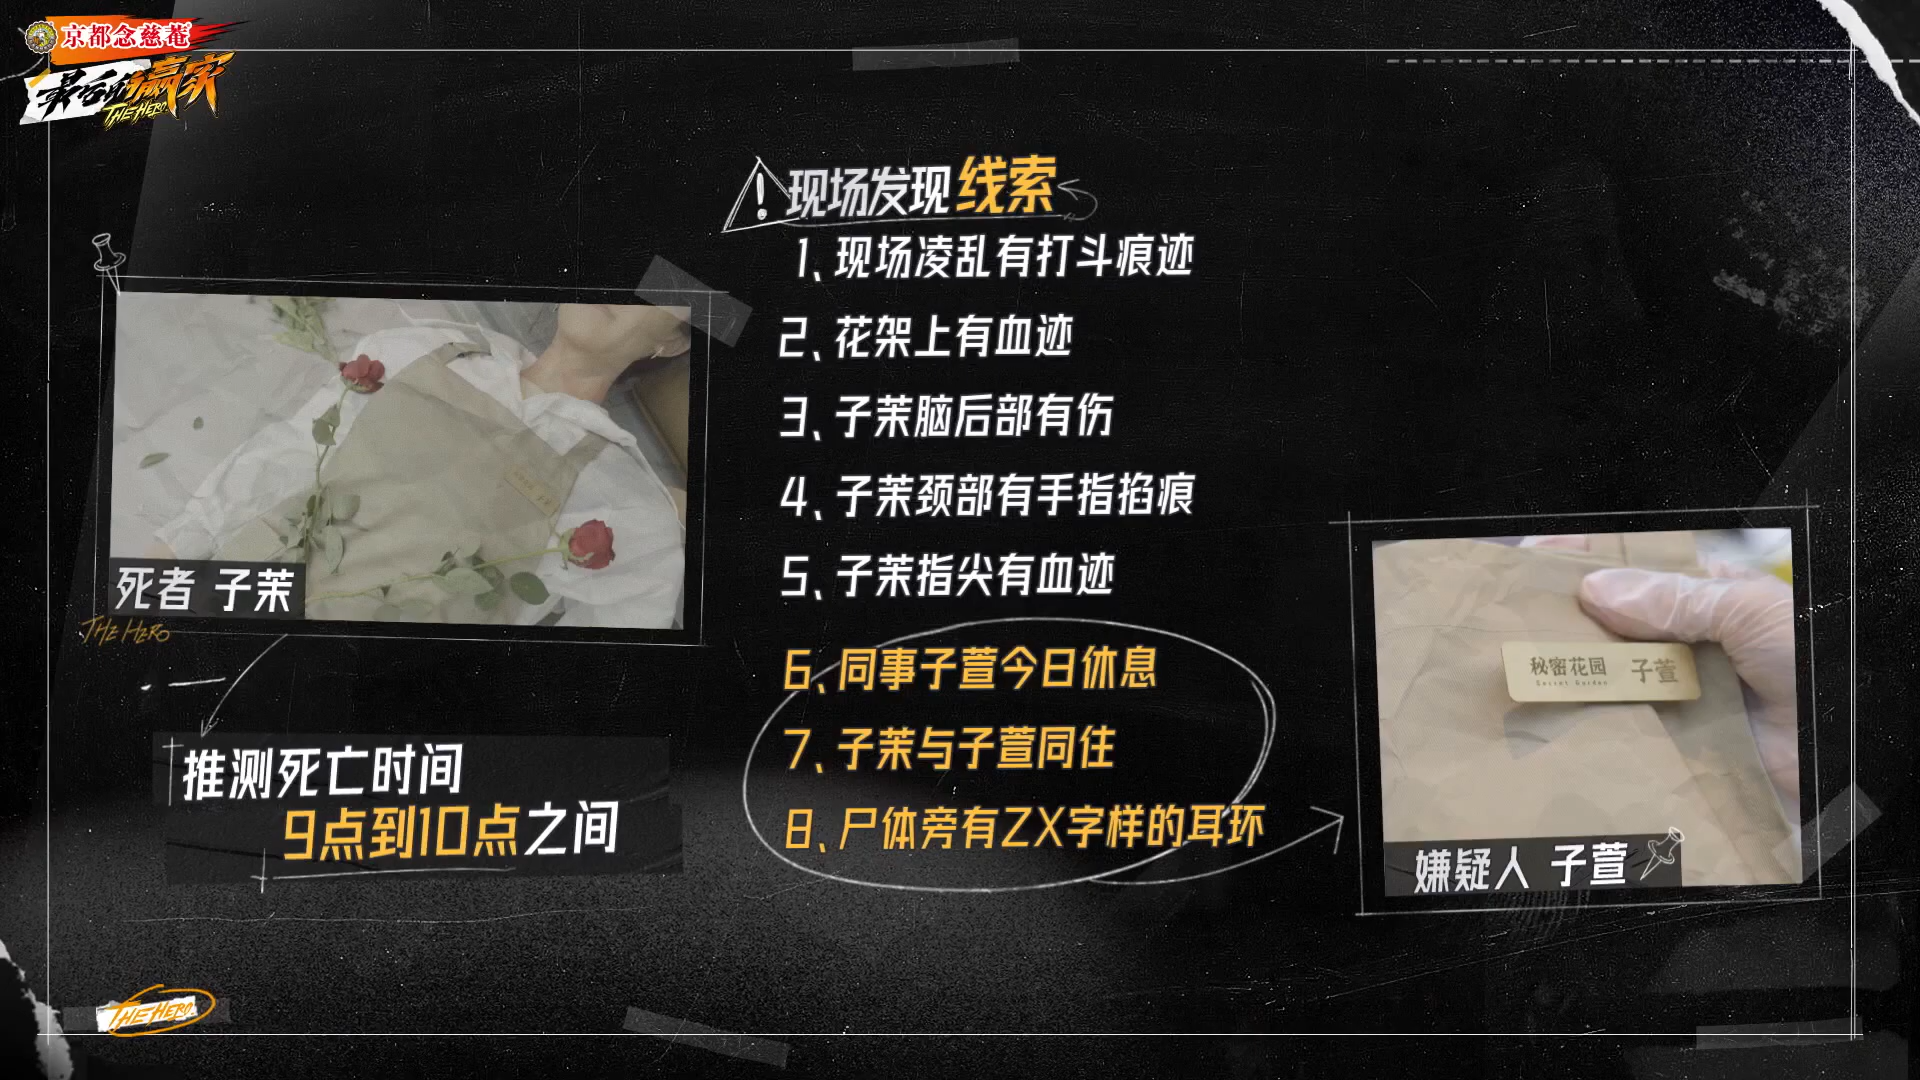 京都念慈菴
最后的赢家
THE HERO
现场发现线索
1、现场凌乱有打斗痕迹
2、花架上有血迹
3、子茉脑后部有伤
4、子茉颈部有手指掐痕
5、子茉指尖有血迹
6、同事子萱今日休息
7、子茉与子萱同住
8、尸体旁有ZX字样的耳环
死者 子茉
THE HERO
推测死亡时间
9点到10点之间
秘密花园 子萱
Secret Garden
嫌疑人 子萱
THE HERO